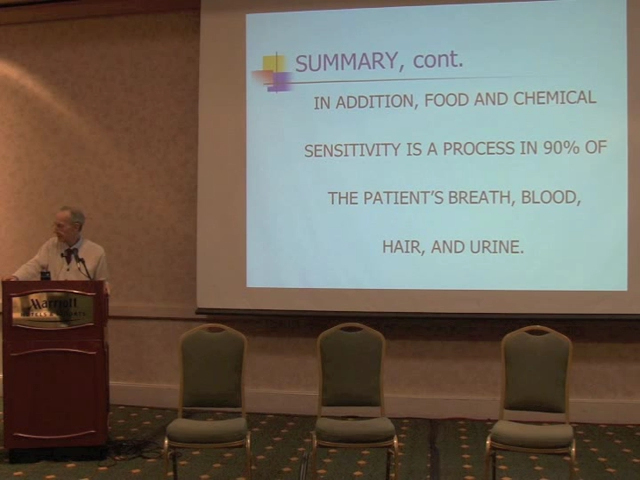 SUMMARY, cont.
IN ADDITION, FOOD AND CHEMICAL
SENSITIVITY IS A PROCESS IN 90% OF
THE PATIENT'S BREATH, BLOOD,
HAIR, AND URINE.
Marriott